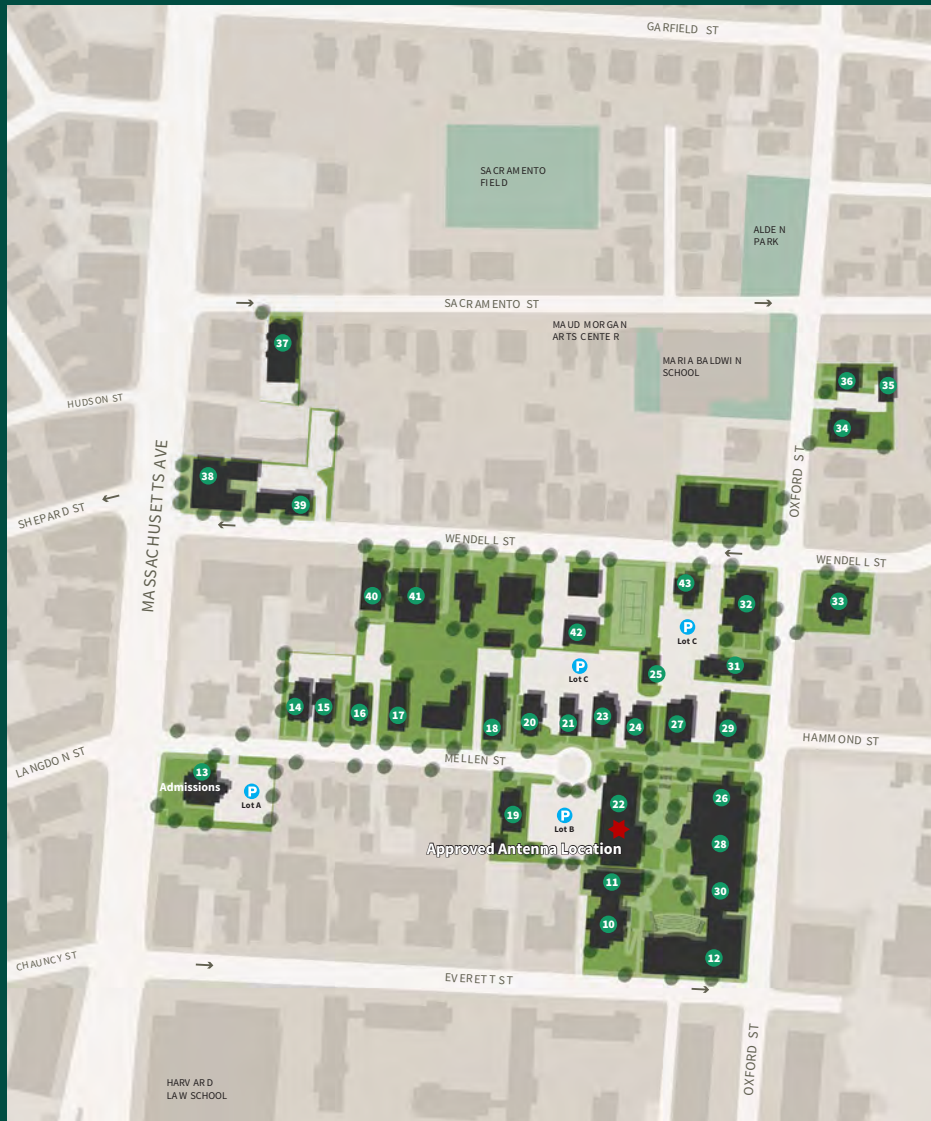 GARFIELD ST
SACRAMENTO
FIELD
ALDEN
PARK
SACRAMENTO ST
MAUD MORGAN
ARTS CENTER
MARIA BALDWIN
SCHOOL
37
36
35
34
HUDSON ST
MASSACHUSETTS AVE
OXFORD ST
38
39
SHEPARD ST
WENDELL ST
WENDELL ST
40
41
43
32
33
42
P
Lot C
P
Lot C
25
31
14
15
16
17
18
20
21
23
24
27
29
HAMMOND ST
LANGDON ST
MELLEN ST
13
Admissions
P
Lot A
19
P
Lot B
22
26
28
Approved Antenna Location
11
30
10
12
CHAUNCY ST
EVERETT ST
OXFORD ST
HARVARD
LAW SCHOOL